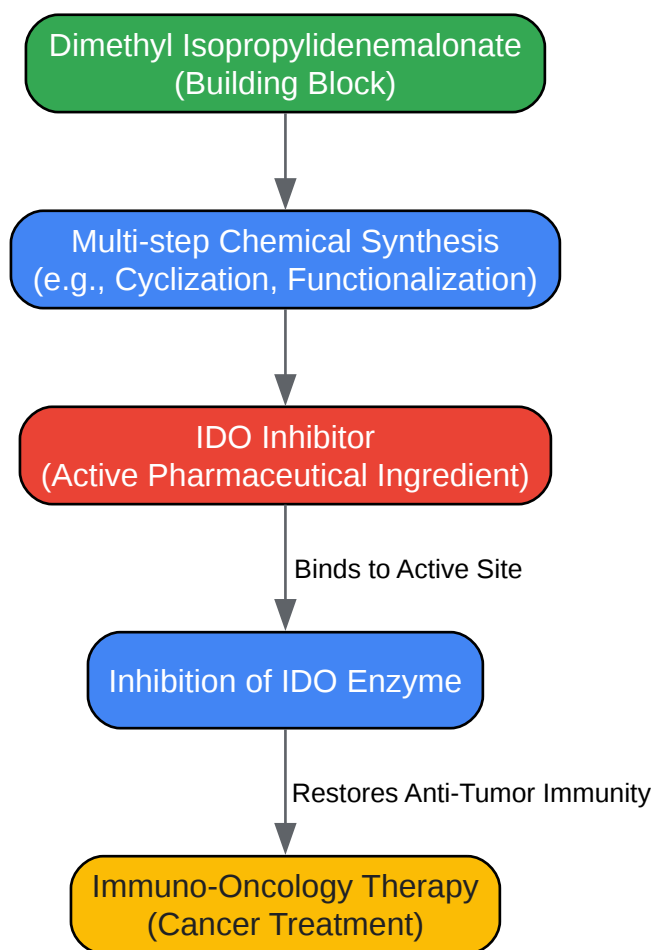 Dimethyl Isopropylidenemalonate
(Building Block)
Multi-step Chemical Synthesis
(e.g., Cyclization, Functionalization)
IDO Inhibitor
(Active Pharmaceutical Ingredient)
Binds to Active Site
Inhibition of IDO Enzyme
Restores Anti-Tumor Immunity
Immuno-Oncology Therapy
(Cancer Treatment)